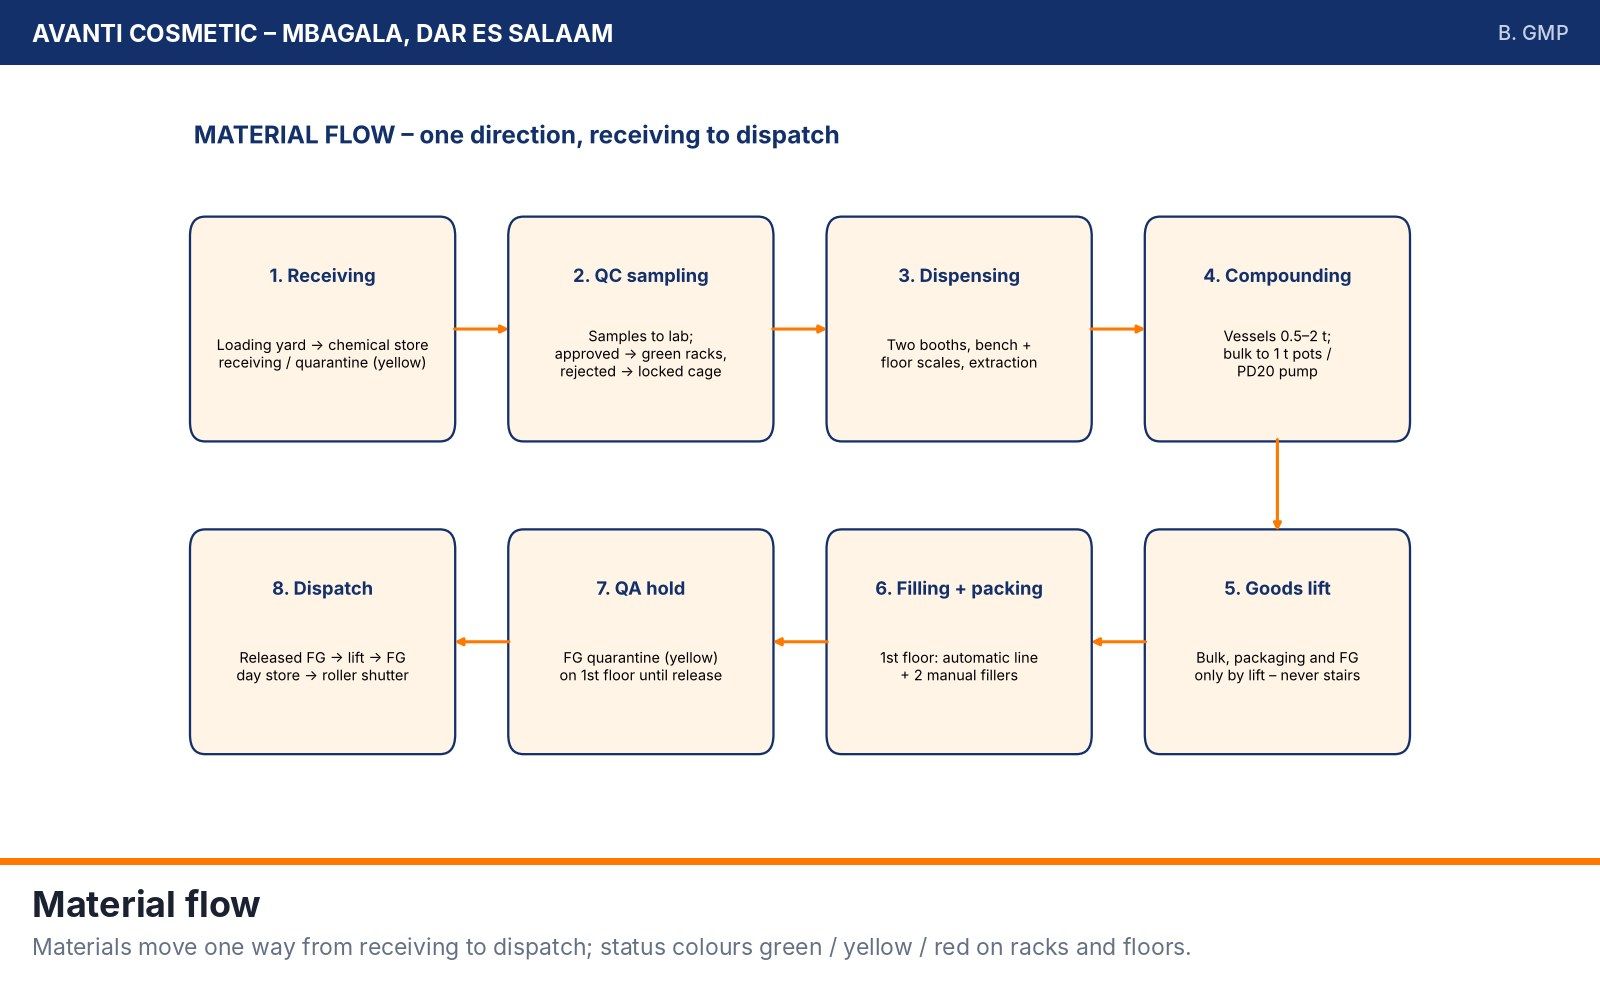 AVANTI COSMETIC – MBAGALA, DAR ES SALAAM
B. GMP
MATERIAL FLOW – one direction, receiving to dispatch
1. Receiving
Loading yard → chemical store
receiving / quarantine (yellow)
2. QC sampling
Samples to lab;
approved → green racks,
rejected → locked cage
3. Dispensing
Two booths, bench +
floor scales, extraction
4. Compounding
Vessels 0.5–2 t;
bulk to 1 t pots /
PD20 pump
5. Goods lift
Bulk, packaging and FG
only by lift – never stairs
6. Filling + packing
1st floor: automatic line
+ 2 manual fillers
7. QA hold
FG quarantine (yellow)
on 1st floor until release
8. Dispatch
Released FG → lift → FG
day store → roller shutter
Material flow
Materials move one way from receiving to dispatch; status colours green / yellow / red on racks and floors.